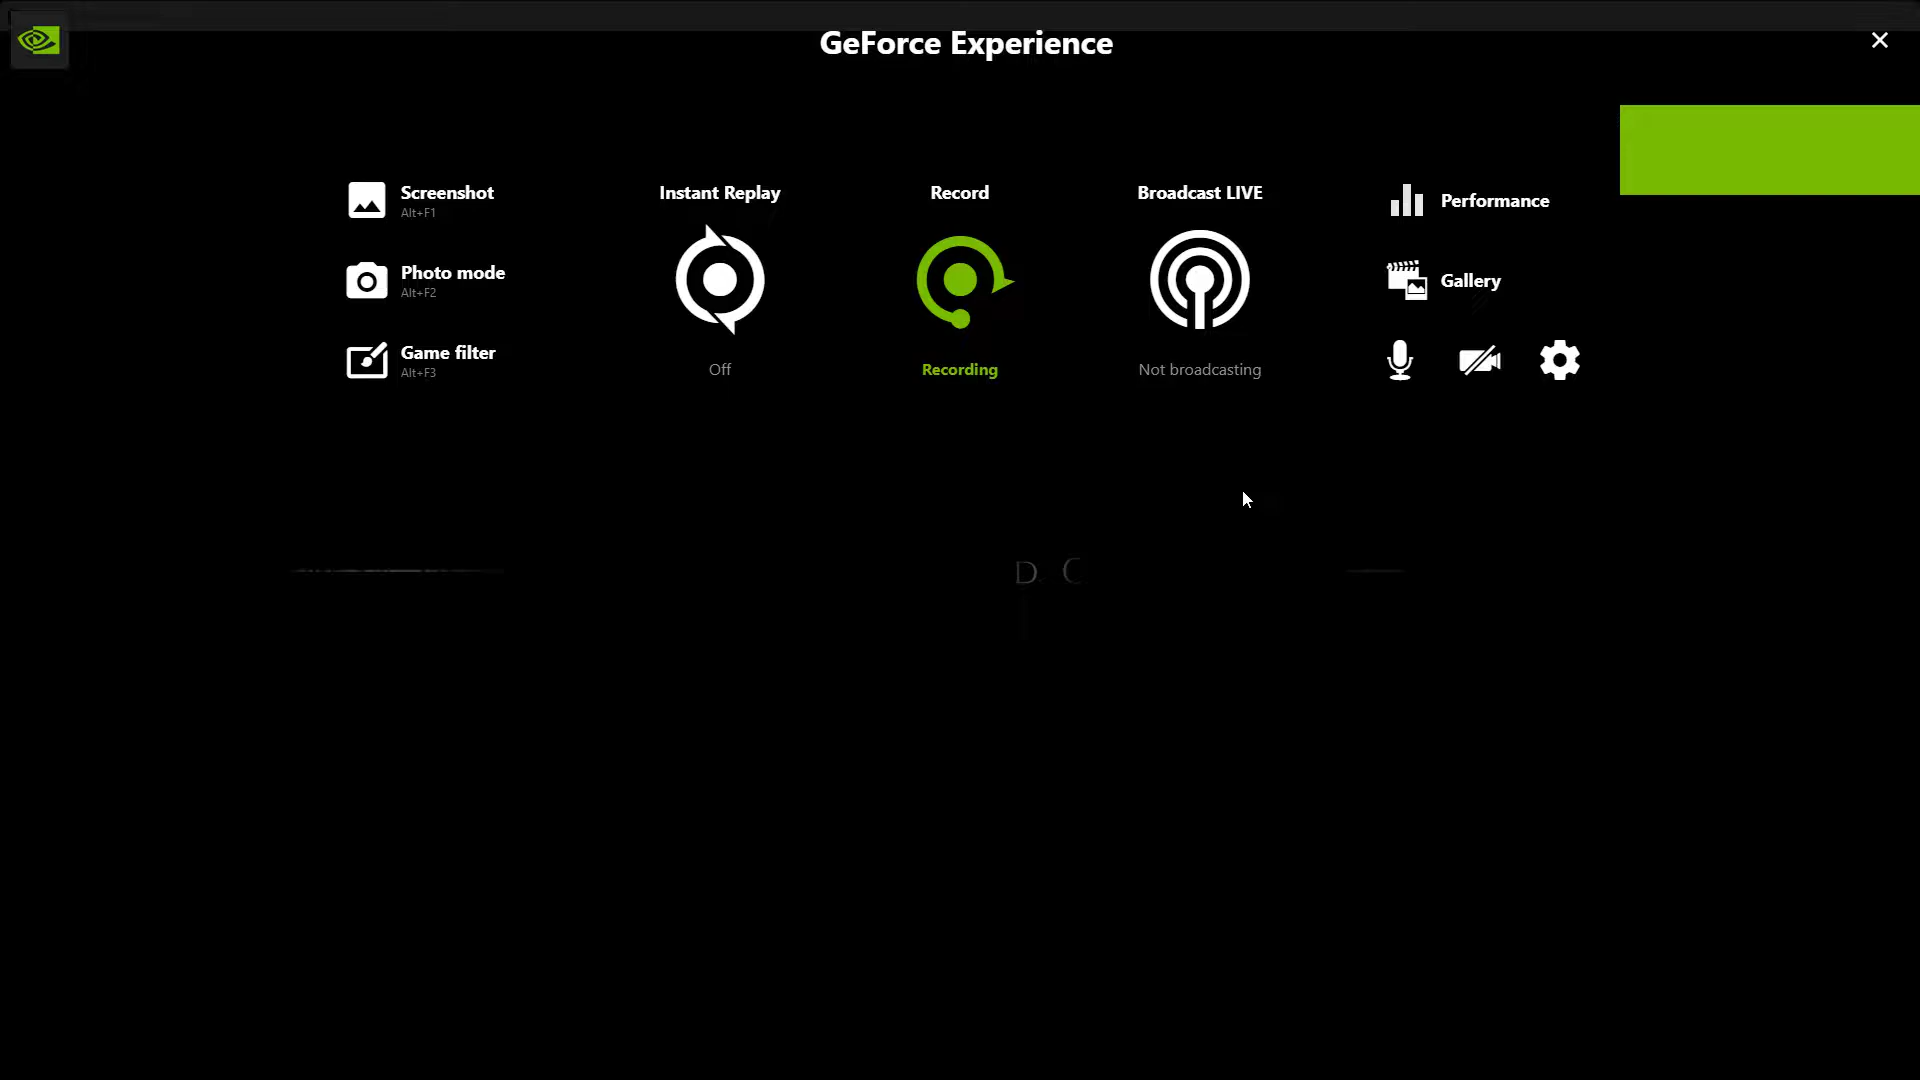 GeForce Experience
Screenshot
Alt+F1
Photo mode
Alt+F2
Game filter
Alt+F3
Instant Replay
Off
Record
Recording
Broadcast LIVE
Not broadcasting
Performance
Gallery
D C